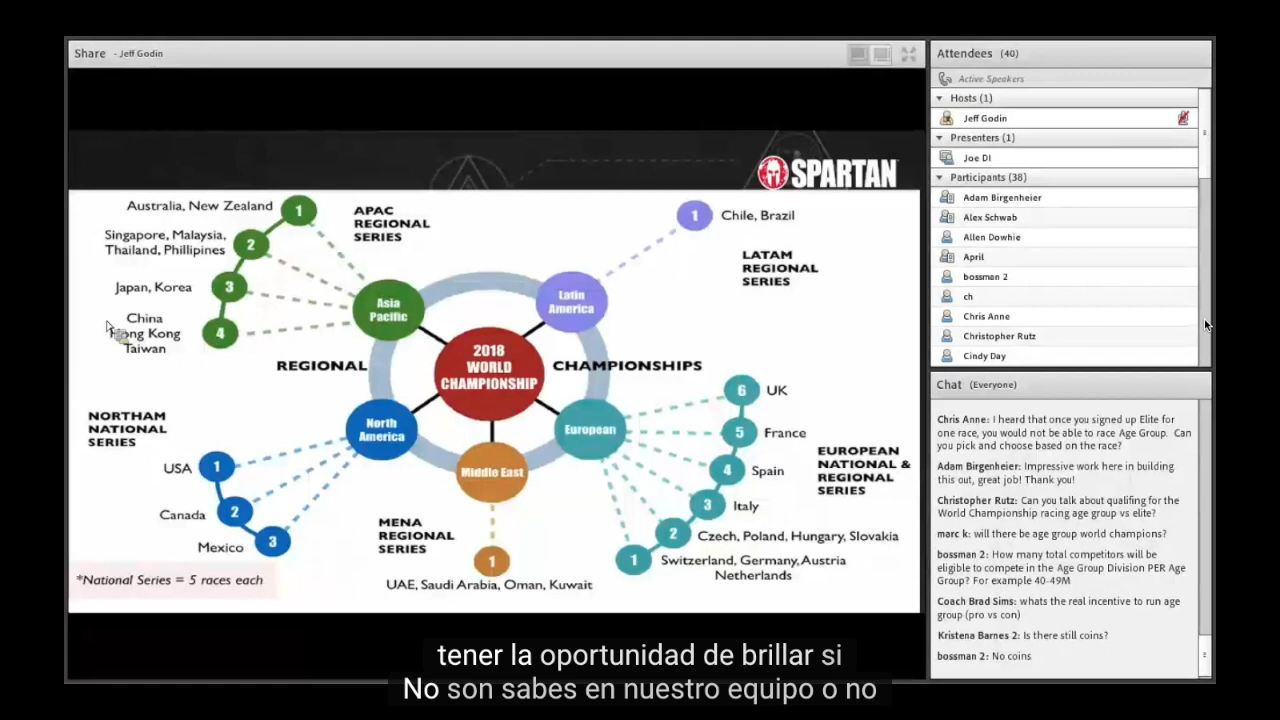 Share - Jeff Godin
SPARTAN
Australia, New Zealand
1
APAC
REGIONAL
SERIES
Singapore, Malaysia,
Thailand, Phillipines
2
Japan, Korea
3
China
Hong Kong
Taiwan
4
Asia
Pacific
1
Chile, Brazil
LATAM
REGIONAL
SERIES
Latin
America
REGIONAL
2018
WORLD
CHAMPIONSHIP
CHAMPIONSHIPS
NORTHAM
NATIONAL
SERIES
North
America
USA
1
Canada
2
Mexico
3
*National Series = 5 races each
Middle East
MENA
REGIONAL
SERIES
1
UAE, Saudi Arabia, Oman, Kuwait
European
6
UK
5
France
4
Spain
EUROPEAN
NATIONAL &
REGIONAL
SERIES
3
Italy
2
Czech, Poland, Hungary, Slovakia
1
Switzerland, Germany, Austria
Netherlands
Attendees (40)
Active Speakers
Hosts (1)
Jeff Godin
Presenters (1)
Joe DI
Participants (38)
Adam Birgenheier
Alex Schwab
Allen Dowhie
April
bossman 2
ch
Chris Anne
Christopher Rutz
Cindy Day
Chat (Everyone)
Chris Anne: I heard that once you signed up Elite for
one race, you would not be able to race Age Group. Can
you pick and choose based on the race?
Adam Birgenheier: Impressive work here in building
this out, great job! Thank you!
Christopher Rutz: Can you talk about qualifing for the
World Championship racing age group vs elite?
marc k: will there be age group world champions?
bossman 2: How many total competitors will be
eligible to compete in the Age Group Division PER Age
Group? For example 40-49M
Coach Brad Sims: whats the real incentive to run age
group (pro vs con)
Kristena Barnes 2: Is there still coins?
bossman 2: No coins
tener la oportunidad de brillar si
No son sabes en nuestro equipo o no